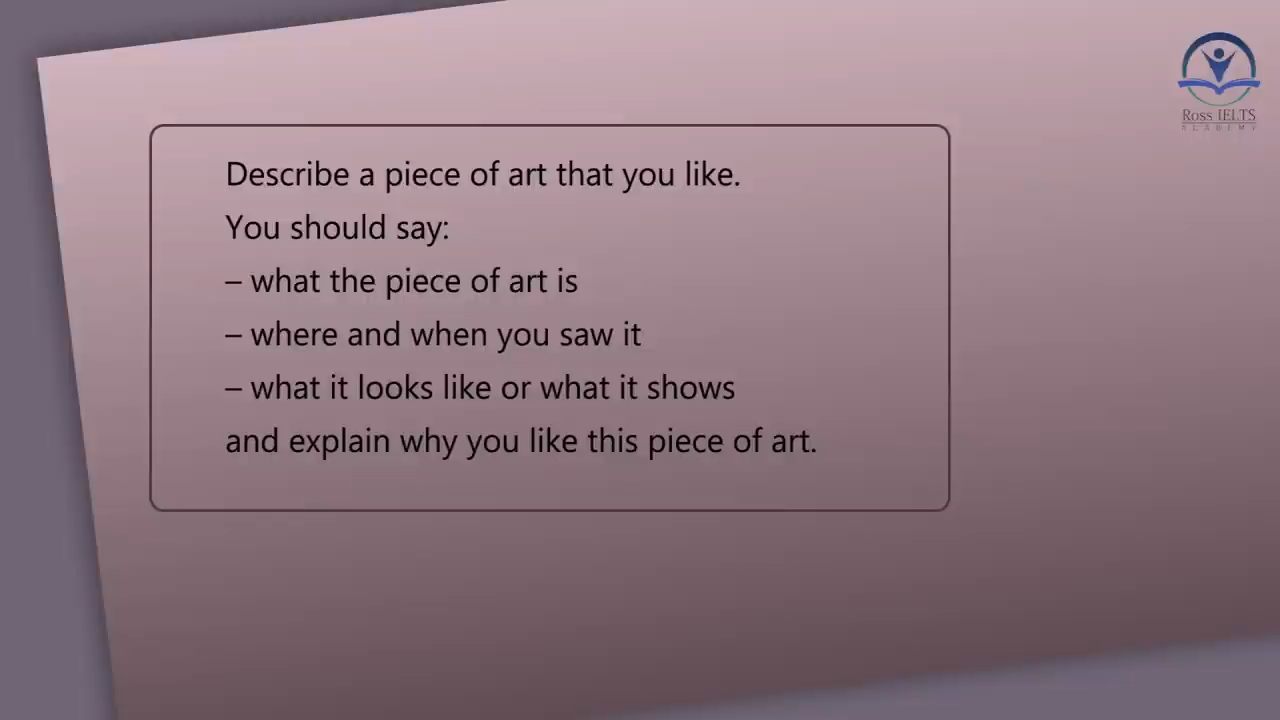 Ross IELTS
ACADEMY
Describe a piece of art that you like.
You should say:
– what the piece of art is
– where and when you saw it
– what it looks like or what it shows
and explain why you like this piece of art.